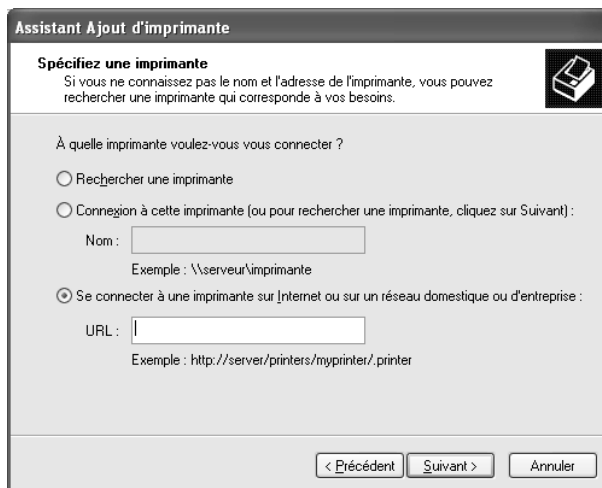 Assistant Ajout d'imprimante
Spécifiez une imprimante
Si vous ne connaissez pas le nom et l'adresse de l'imprimante, vous pouvez
rechercher une imprimante qui corresponde à vos besoins.
À quelle imprimante voulez-vous vous connecter ?
Rechercher une imprimante
Connexion à cette imprimante (ou pour rechercher une imprimante, cliquez sur Suivant) :
Nom :
Exemple : \\serveur\imprimante
Se connecter à une imprimante sur Internet ou sur un réseau domestique ou d'entreprise :
URL :
Exemple : http://server/printers/myprinter/.printer
< Précédent Suivant > Annuler